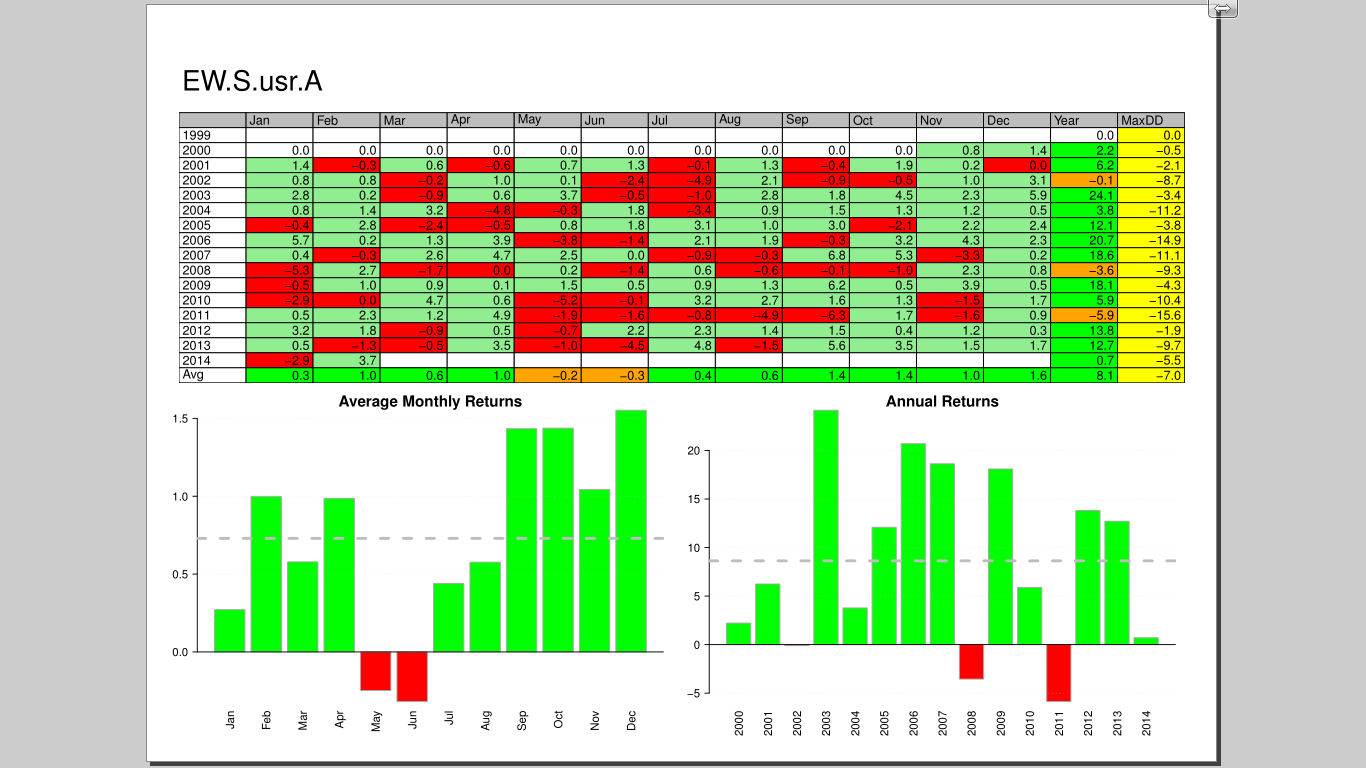 EW.S.usr.A
Jan Feb Mar Apr May Jun Jul Aug Sep Oct Nov Dec Year MaxDD
1999 0.0 0.0
2000 0.0 0.0 0.0 0.0 0.0 0.0 0.0 0.0 0.0 0.0 0.8 1.4 2.2 −0.5
2001 1.4 −0.3 0.6 −0.6 0.7 1.3 −0.1 1.3 −0.4 1.9 0.2 0.0 6.2 −2.1
2002 0.8 0.8 −0.2 1.0 0.1 −2.4 −4.9 2.1 −0.9 −0.5 1.0 3.1 −0.1 −8.7
2003 2.8 0.2 −0.9 0.6 3.7 −0.5 −1.0 2.8 1.8 4.5 2.3 5.9 24.1 −3.4
2004 0.8 1.4 3.2 −4.8 −0.3 1.8 −3.4 0.9 1.5 1.3 1.2 0.5 3.8 −11.2
2005 −0.4 2.8 −2.4 −0.5 0.8 1.8 3.1 1.0 3.0 −2.1 2.2 2.4 12.1 −3.8
2006 5.7 0.2 1.3 3.9 −3.8 −1.4 2.1 1.9 −0.3 3.2 4.3 2.3 20.7 −14.9
2007 0.4 −0.3 2.6 4.7 2.5 0.0 −0.9 −0.3 6.8 5.3 −3.3 0.2 18.6 −11.1
2008 −5.3 2.7 −1.7 0.0 0.2 −1.4 0.6 −0.6 −0.1 −1.0 2.3 0.8 −3.6 −9.3
2009 −0.5 1.0 0.9 0.1 1.5 0.5 0.9 1.3 6.2 0.5 3.9 0.5 18.1 −4.3
2010 −2.9 0.0 4.7 0.6 −5.2 −0.1 3.2 2.7 1.6 1.3 −1.5 1.7 5.9 −10.4
2011 0.5 2.3 1.2 4.9 −1.9 −1.6 −0.8 −4.9 −6.3 1.7 −1.6 0.9 −5.9 −15.6
2012 3.2 1.8 −0.9 0.5 −0.7 2.2 2.3 1.4 1.5 0.4 1.2 0.3 13.8 −1.9
2013 0.5 −1.3 −0.5 3.5 −1.0 −4.5 4.8 −1.5 5.6 3.5 1.5 1.7 12.7 −9.7
2014 −2.9 3.7 0.7 −5.5
Avg 0.3 1.0 0.6 1.0 −0.2 −0.3 0.4 0.6 1.4 1.4 1.0 1.6 8.1 −7.0
Average Monthly Returns
1.5
1.0
0.5
0.0
Jan Feb Mar Apr May Jun Jul Aug Sep Oct Nov Dec
Annual Returns
20
15
10
5
0
−5
2000 2001 2002 2003 2004 2005 2006 2007 2008 2009 2010 2011 2012 2013 2014